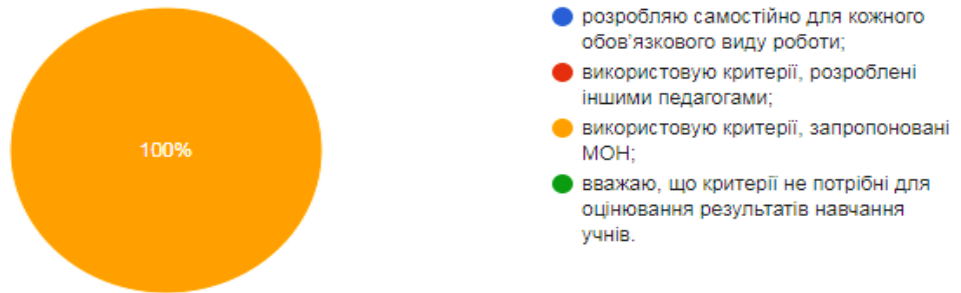 100%
розробляю самостійно для кожного
обов’язкового виду роботи;
використовую критерії, розроблені
іншими педагогами;
використовую критерії, запропоновані
МОН;
вважаю, що критерії не потрібні для
оцінювання результатів навчання
учнів.